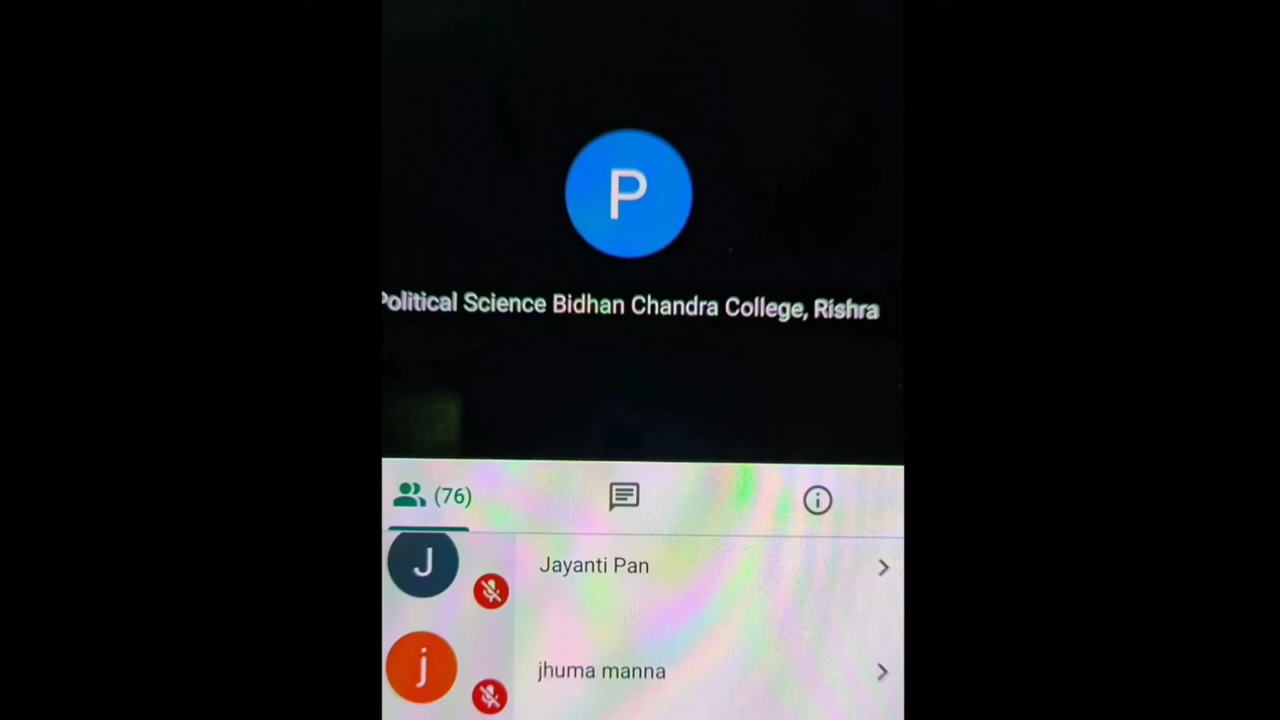 P
Political Science Bidhan Chandra College, Rishra
(76)
J
Jayanti Pan
j
jhuma manna